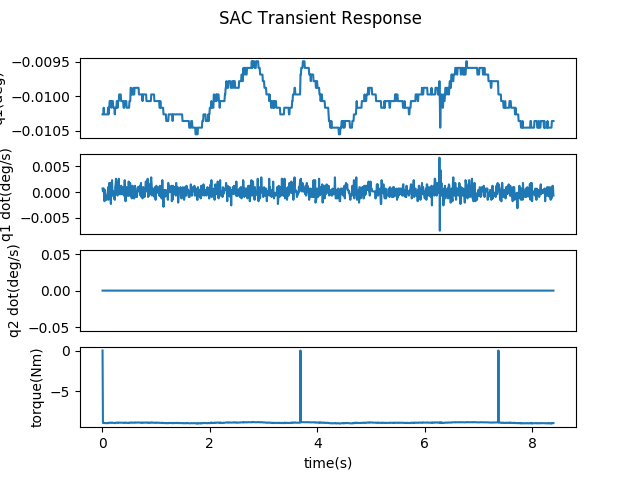 SAC Transient Response
−0.0095
−0.0100
−0.0105
0.005
0.000
−0.005
q1 dot(deg/s)
0.05
0.00
−0.05
q2 dot(deg/s)
0
−5
torque(Nm)
0 2 4 6 8
time(s)